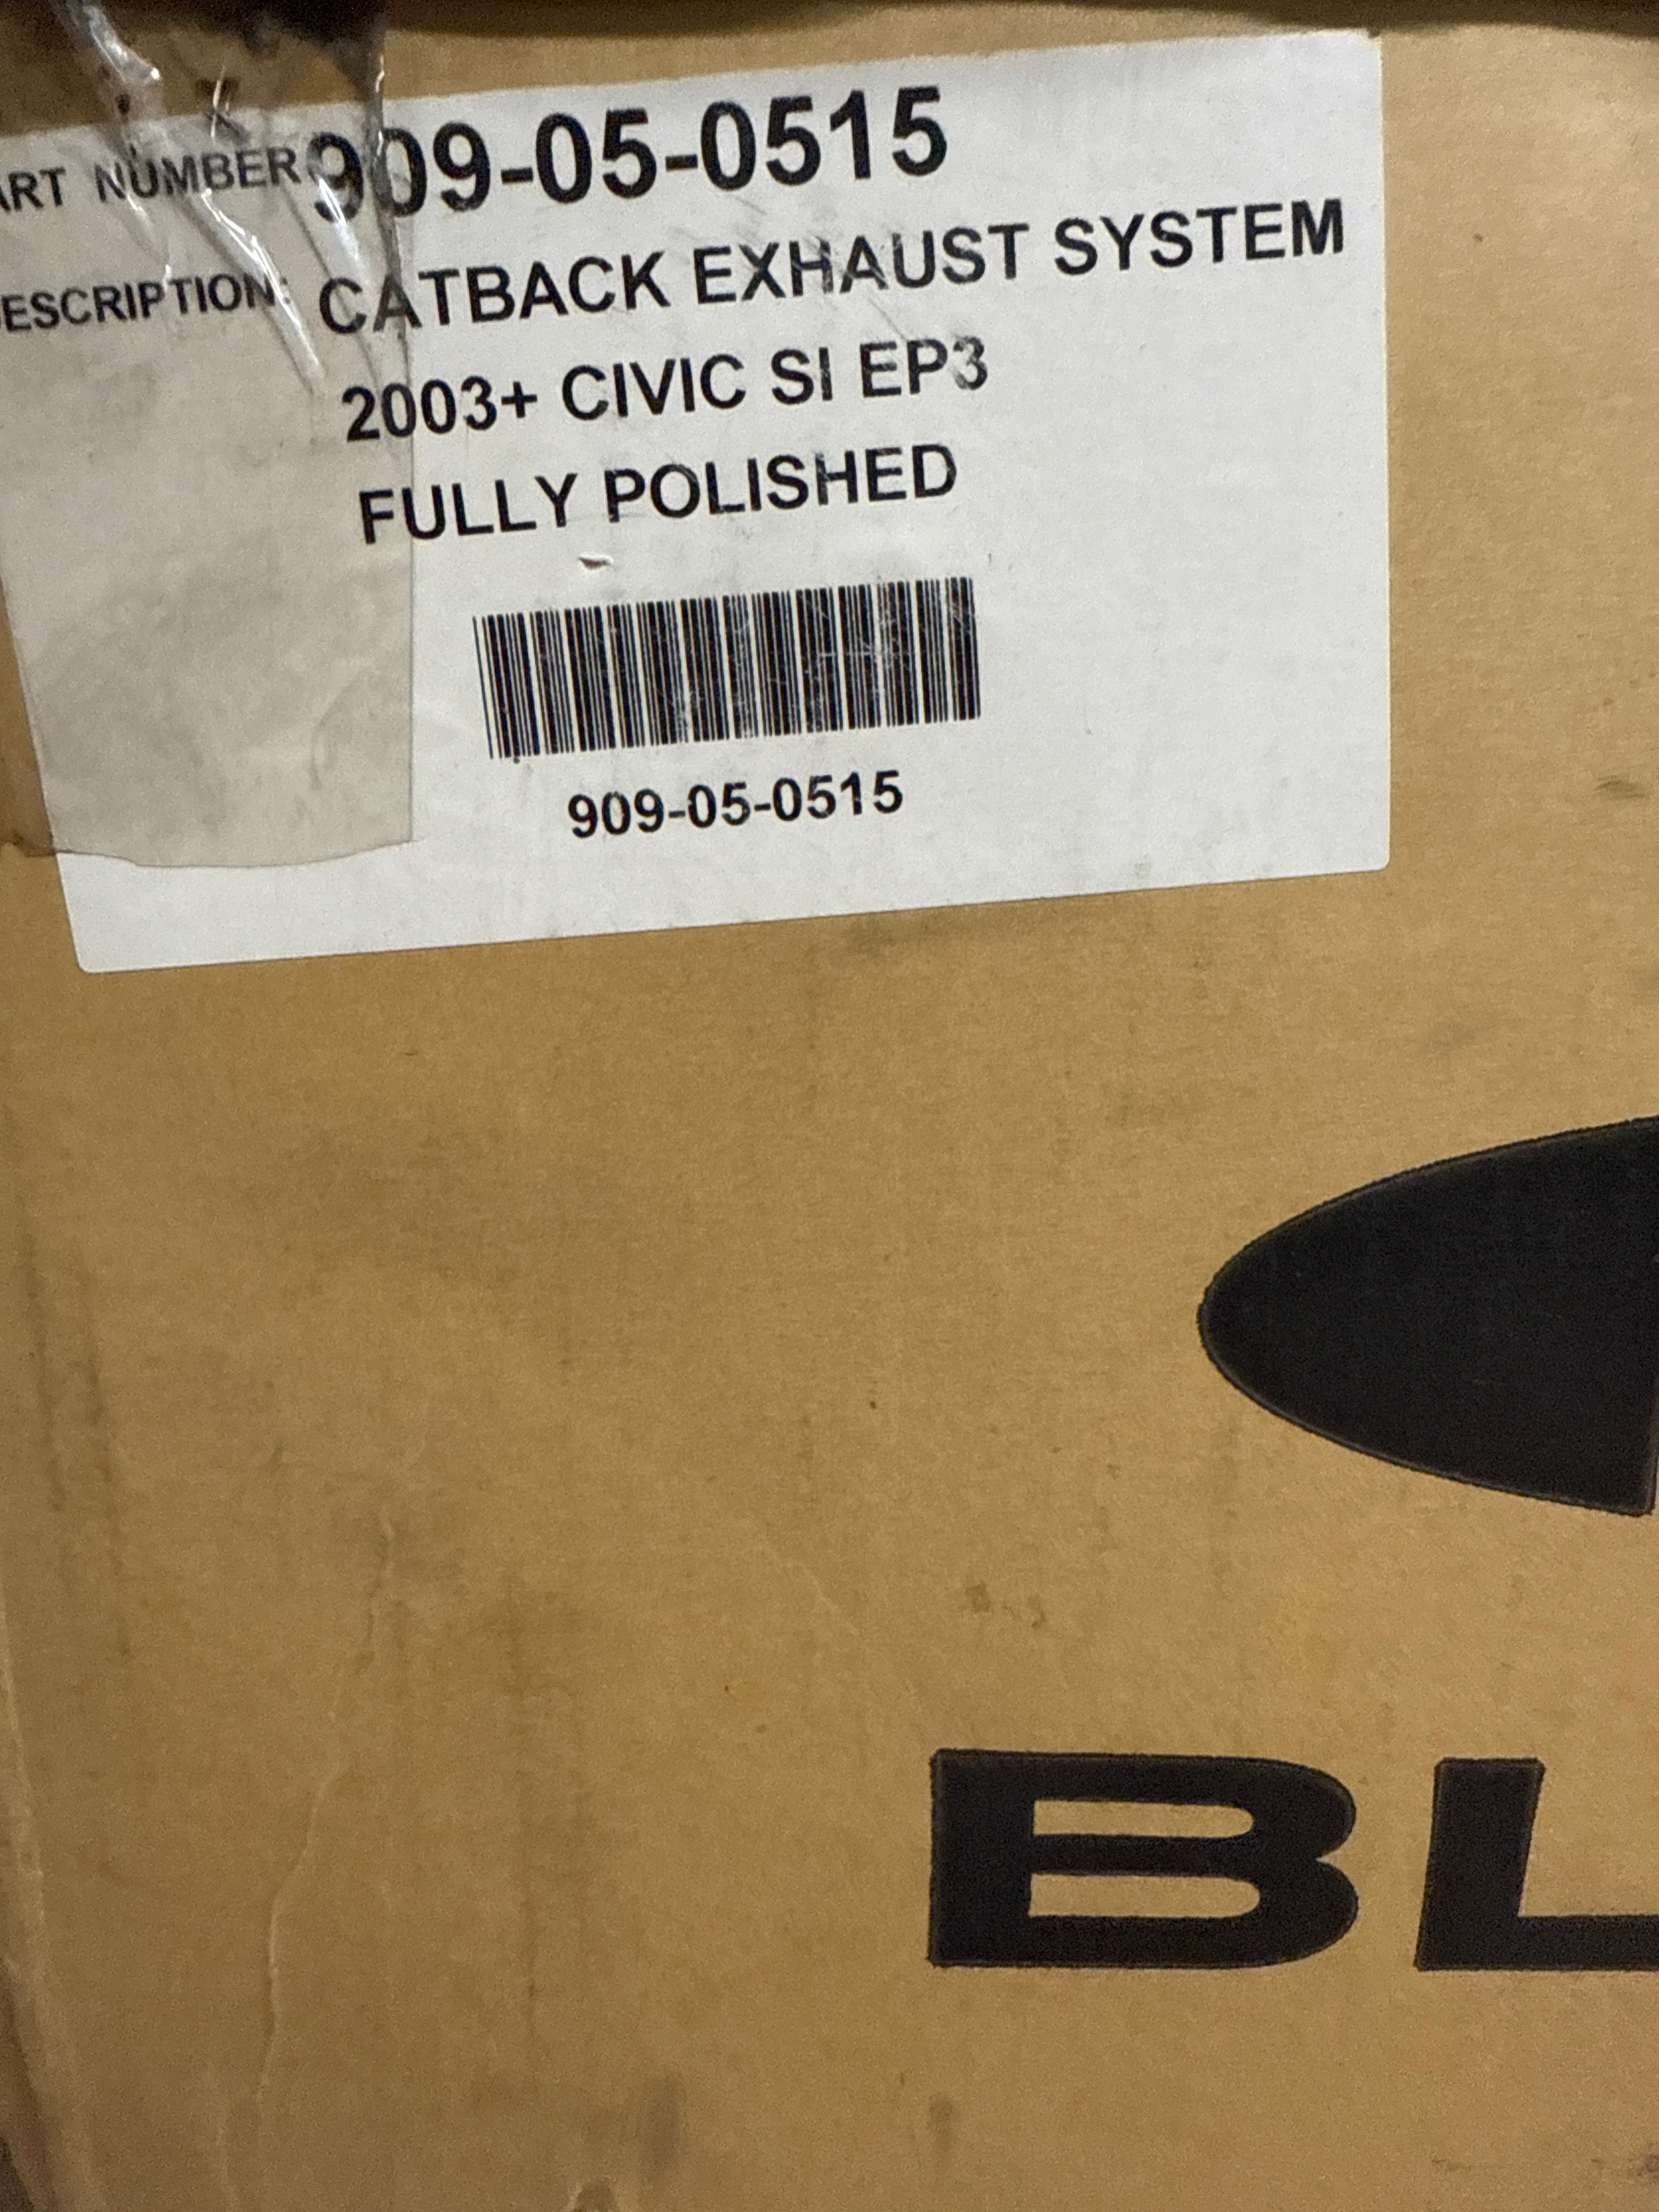 ART NUMBER 909-05-0515
ESCRIPTION: CATBACK EXHAUST SYSTEM
2003+ CIVIC SI EP3
FULLY POLISHED
909-05-0515
BL